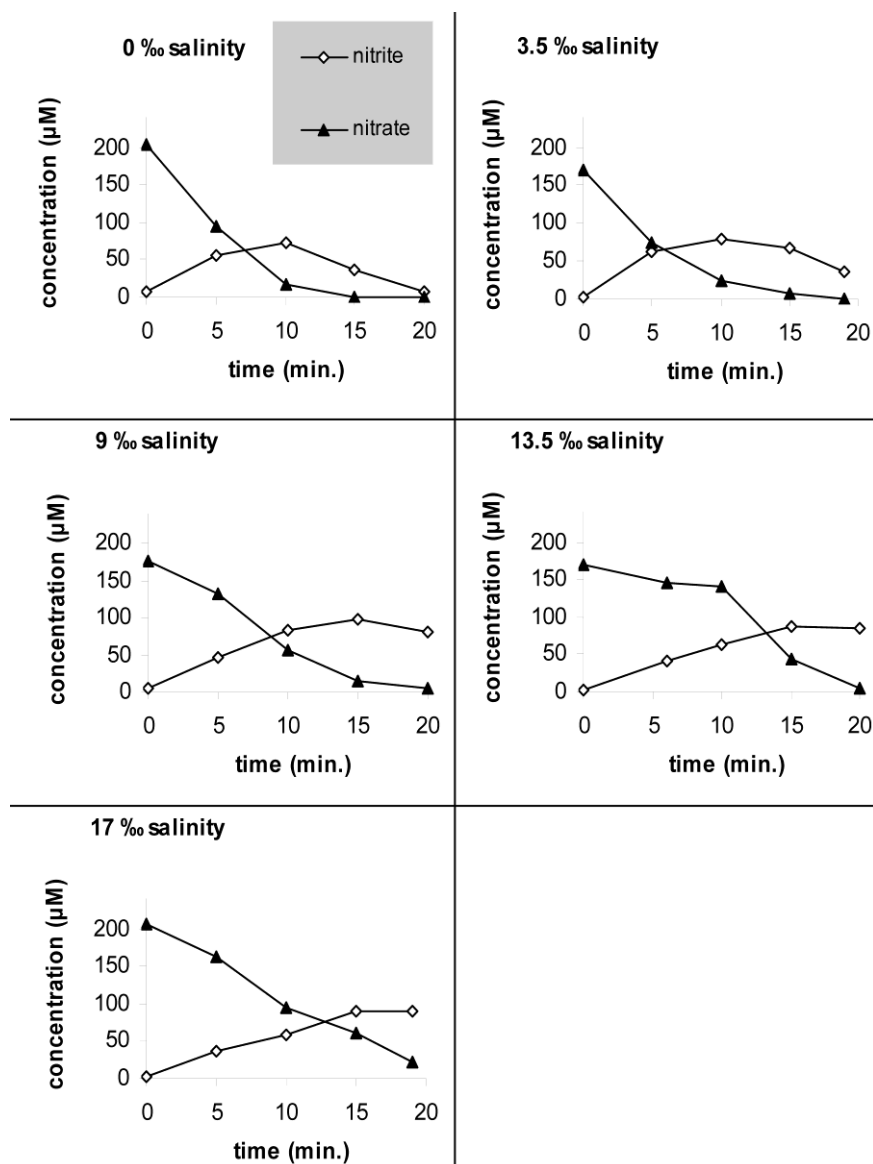 0 ‰ salinity
nitrite
nitrate
concentration (µM)
200
150
100
50
0
0 5 10 15 20
time (min.)
3.5 ‰ salinity
concentration (µM)
200
150
100
50
0
0 5 10 15 20
time (min.)
9 ‰ salinity
concentration (µM)
200
150
100
50
0
0 5 10 15 20
time (min.)
13.5 ‰ salinity
concentration (µM)
200
150
100
50
0
0 5 10 15 20
time (min.)
17 ‰ salinity
concentration (µM)
200
150
100
50
0
0 5 10 15 20
time (min.)